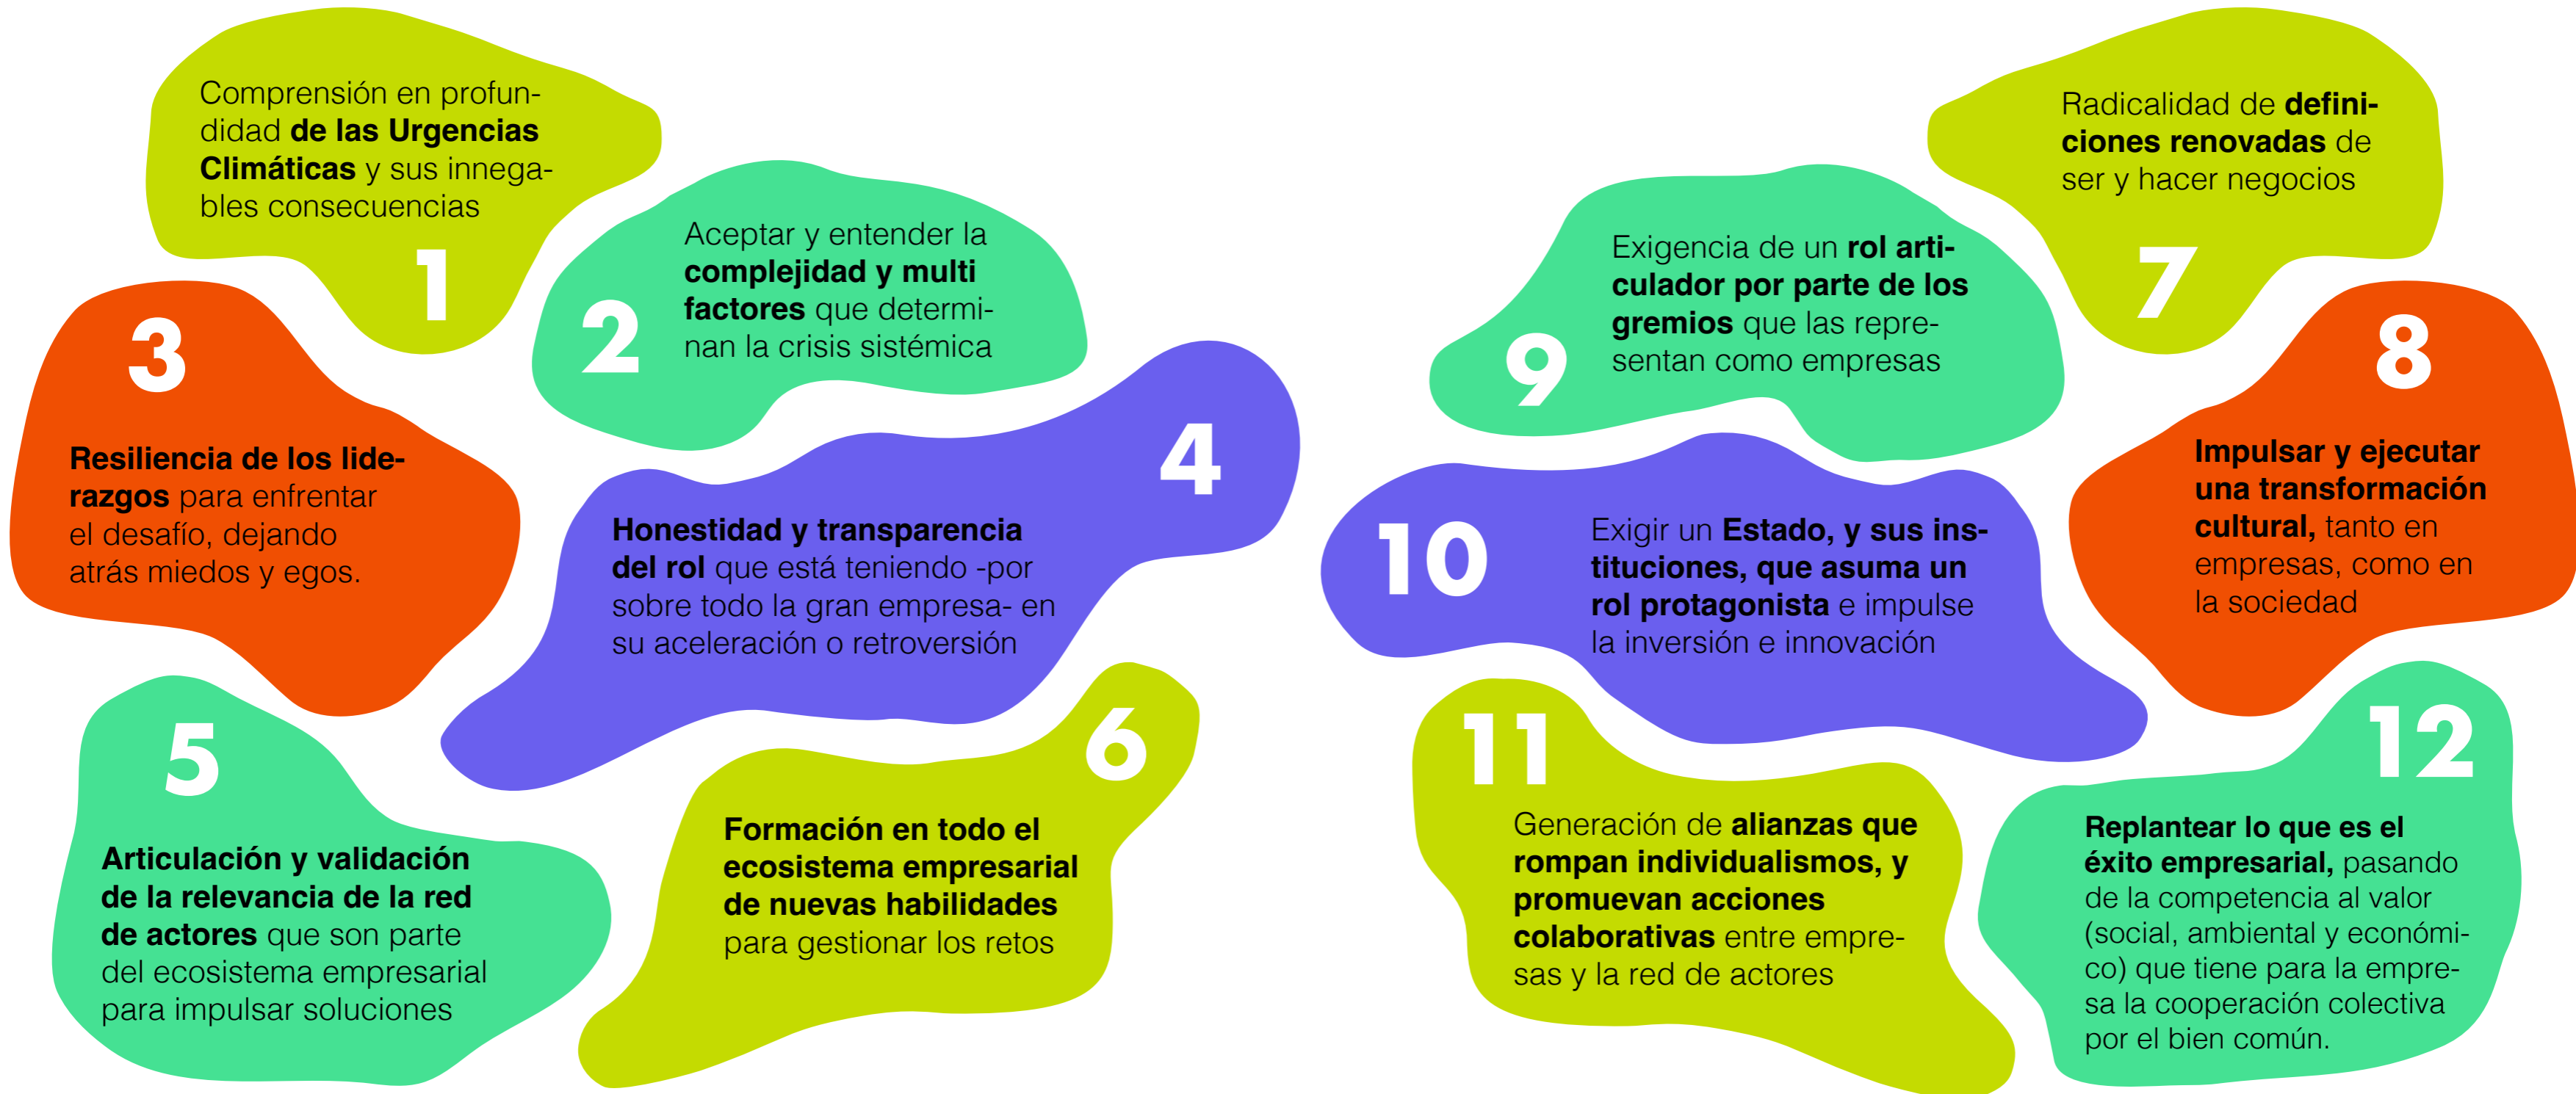 Comprensión en profun-
didad de las Urgencias
Climáticas y sus innega-
bles consecuencias
1
2
Aceptar y entender la
complejidad y multi
factores que determi-
nan la crisis sistémica
3
Resiliencia de los lide-
razgos para enfrentar
el desafío, dejando
atrás miedos y egos.
4
Honestidad y transparencia
del rol que está teniendo -por
sobre todo la gran empresa- en
su aceleración o retroversión
5
Articulación y validación
de la relevancia de la red
de actores que son parte
del ecosistema empresarial
para impulsar soluciones
6
Formación en todo el
ecosistema empresarial
de nuevas habilidades
para gestionar los retos
Radicalidad de defini-
ciones renovadas de
ser y hacer negocios
7
8
Impulsar y ejecutar
una transformación
cultural, tanto en
empresas, como en
la sociedad
Exigencia de un rol arti-
culador por parte de los
gremios que las repre-
sentan como empresas
9
10
Exigir un Estado, y sus ins-
tituciones, que asuma un
rol protagonista e impulse
la inversión e innovación
11
Generación de alianzas que
rompan individualismos, y
promuevan acciones
colaborativas entre empre-
sas y la red de actores
12
Replantear lo que es el
éxito empresarial, pasando
de la competencia al valor
(social, ambiental y económi-
co) que tiene para la empre-
sa la cooperación colectiva
por el bien común.